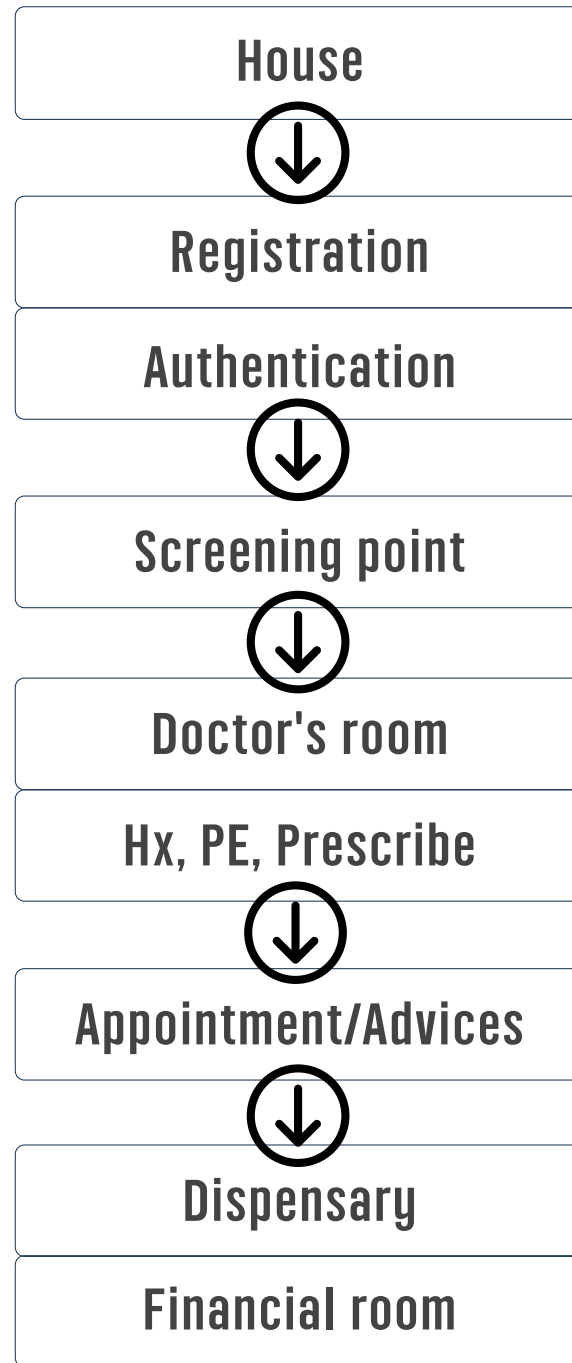 House
Registration
Authentication
Screening point
Doctor's room
Hx, PE, Prescribe
Appointment/Advices
Dispensary
Financial room